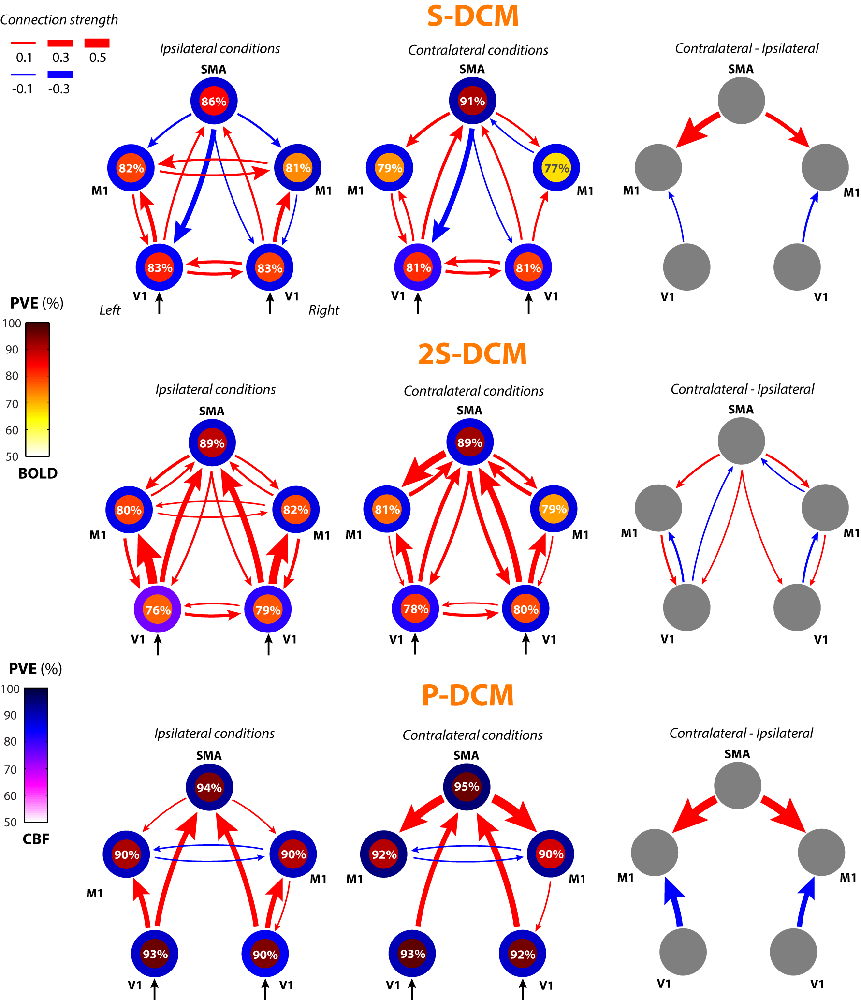 S-DCM
Connection strength
0.1 0.3 0.5
-0.1 -0.3
Ipsilateral conditions
SMA
86%
82%
81%
M1
M1
83%
83%
V1
V1
Left
Right
Contralateral conditions
SMA
91%
79%
77%
M1
M1
81%
81%
V1
V1
Contralateral - Ipsilateral
SMA
M1
M1
V1
V1
PVE (%)
100
90
80
70
60
50
BOLD
2S-DCM
Ipsilateral conditions
SMA
89%
80%
82%
M1
M1
76%
79%
V1
V1
Contralateral conditions
SMA
89%
81%
79%
M1
M1
78%
80%
V1
V1
Contralateral - Ipsilateral
SMA
M1
M1
V1
V1
PVE (%)
100
90
80
70
60
50
CBF
P-DCM
Ipsilateral conditions
SMA
94%
90%
90%
M1
M1
93%
90%
V1
V1
Contralateral conditions
SMA
95%
92%
90%
M1
M1
93%
92%
V1
V1
Contralateral - Ipsilateral
SMA
M1
M1
V1
V1